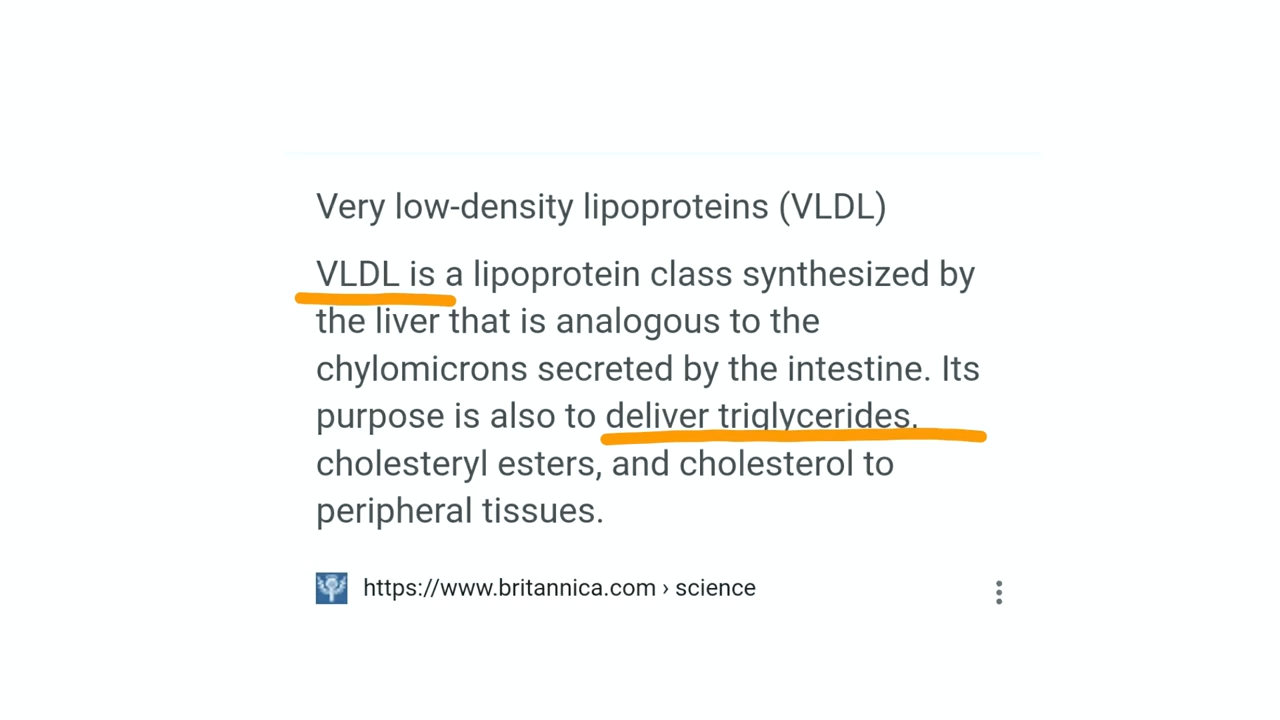 Very low-density lipoproteins (VLDL)
VLDL is a lipoprotein class synthesized by
the liver that is analogous to the
chylomicrons secreted by the intestine. Its
purpose is also to deliver triglycerides,
cholesteryl esters, and cholesterol to
peripheral tissues.
https://www.britannica.com › science